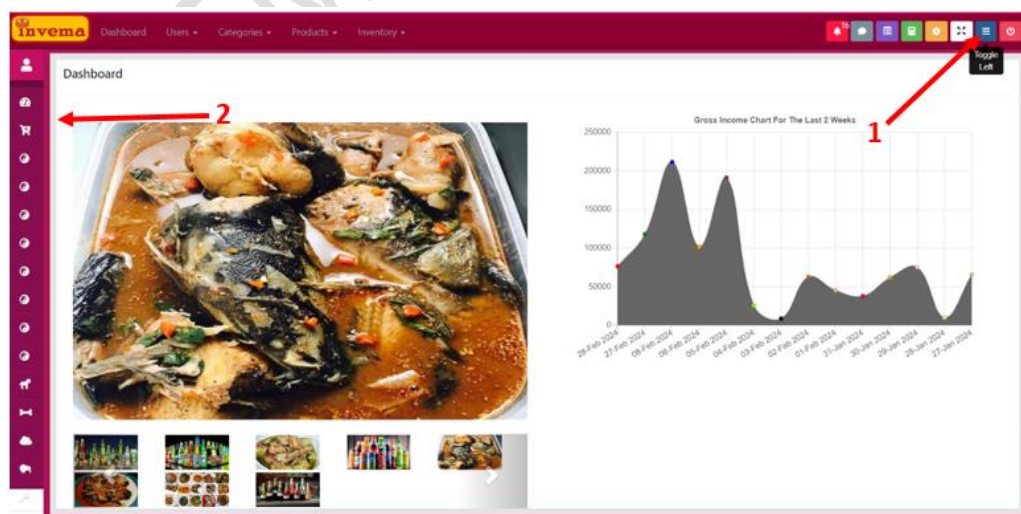 invema Dashboard Users Categories Products Inventory
16
Toggle
Left
Dashboard
2
1
Gross Income Chart For The Last 2 Weeks
250000
200000
150000
100000
50000
0
28-Feb 2024
27-Feb 2024
08-Feb 2024
06-Feb 2024
05-Feb 2024
04-Feb 2024
03-Feb 2024
02-Feb 2024
01-Feb 2024
31-Jan 2024
30-Jan 2024
29-Jan 2024
28-Jan 2024
27-Jan 2024